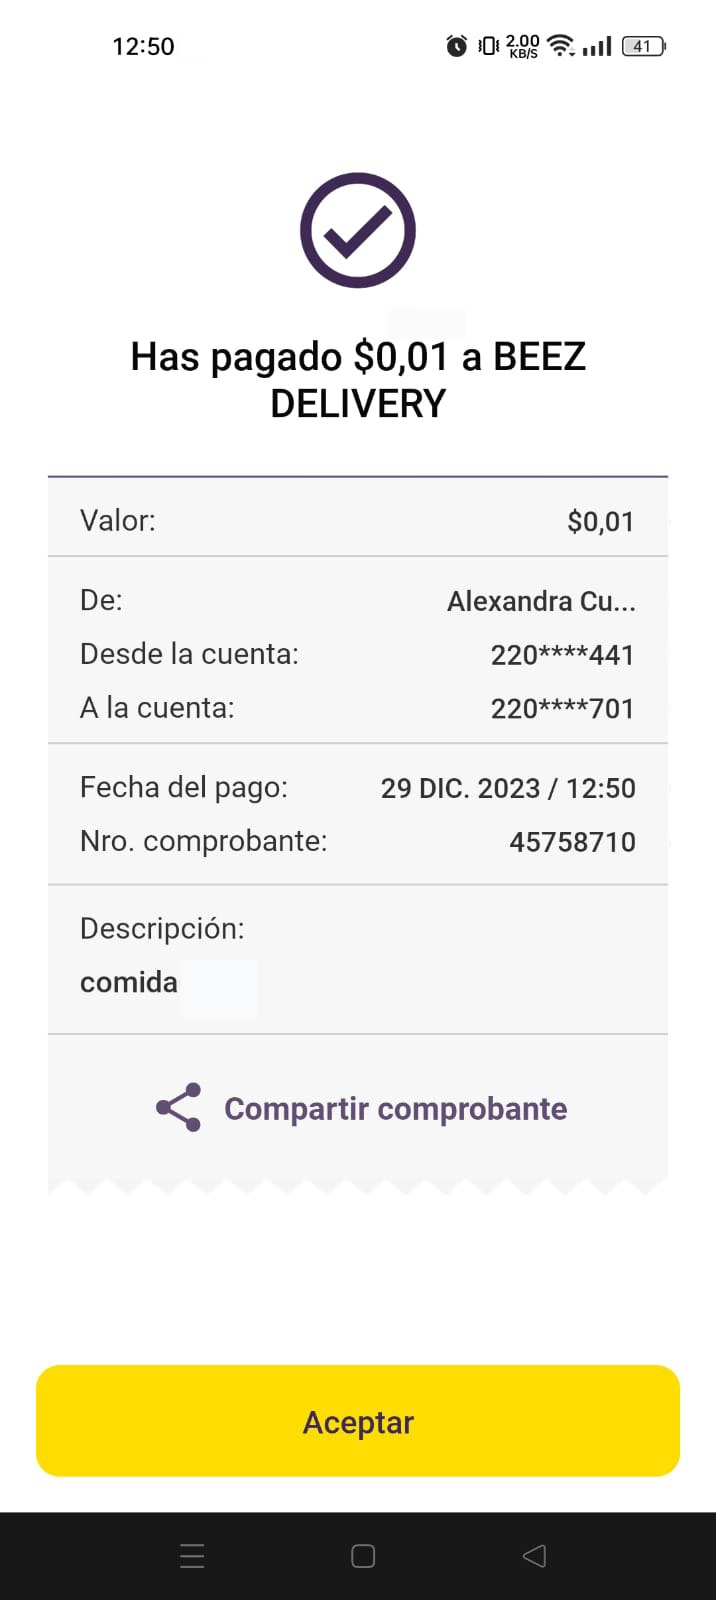 12:50 2.00 KB/S 41
Has pagado $0,01 a BEEZ
DELIVERY
Valor: $0,01
De: Alexandra Cu...
Desde la cuenta: 220****441
A la cuenta: 220****701
Fecha del pago: 29 DIC. 2023 / 12:50
Nro. comprobante: 45758710
Descripción:
comida
Compartir comprobante
Aceptar